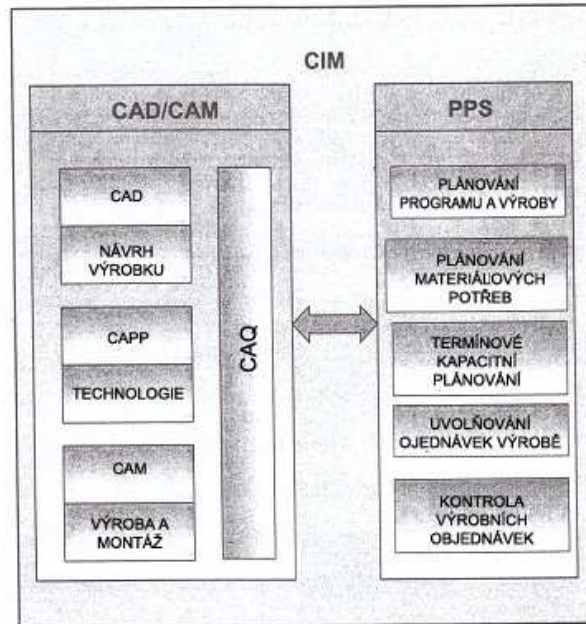 CIM
CAD/CAM
CAD
NÁVRH
VÝROBKU
CAPP
TECHNOLOGIE
CAM
VÝROBA A
MONTÁŽ
CAQ
PPS
PLÁNOVÁNÍ
PROGRAMU A VÝROBY
PLÁNOVÁNÍ
MATERIÁLOVÝCH
POTŘEB
TERMÍNOVÉ
KAPACITNÍ
PLÁNOVÁNÍ
UVOLŇOVÁNÍ
OJEDNÁVEK VÝROBĚ
KONTROLA
VÝROBNÍCH
OBJEDNÁVEK